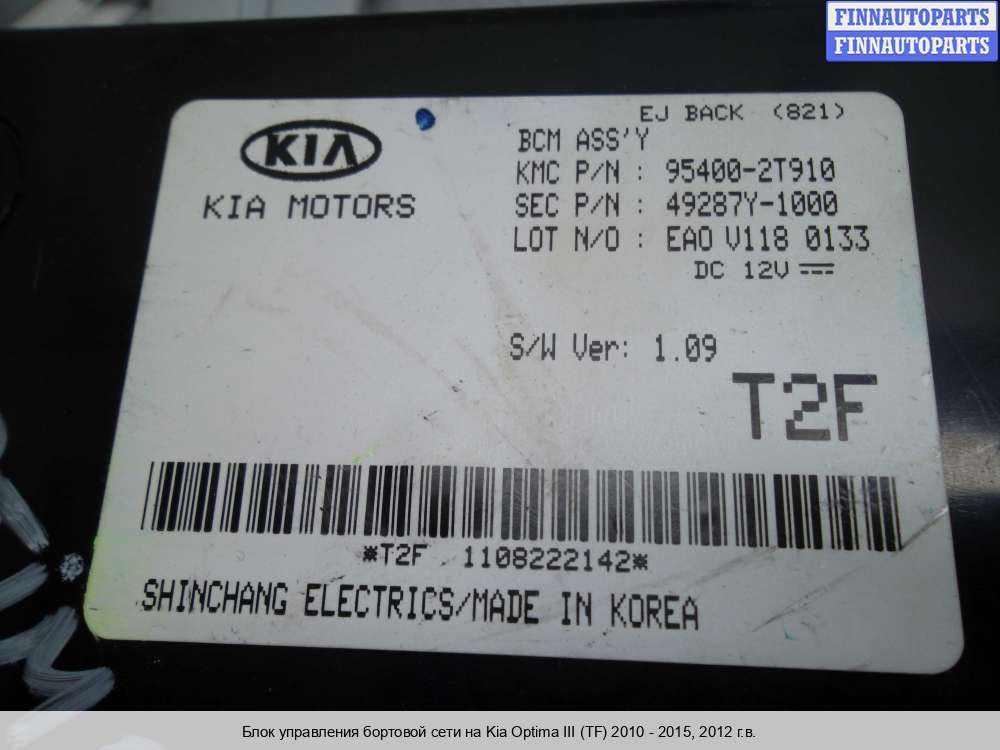 FINNAUTOPARTS
FINNAUTOPARTS
EJ BACK (821)
KIA
KIA MOTORS
BCM ASS'Y
KMC P/N : 95400-2T910
SEC P/N : 49287Y-1000
LOT N/O : EAO V118 0133
DC 12V
S/W Ver: 1.09
T2F
*T2F 1108222142*
SHINCHANG ELECTRICS/MADE IN KOREA
Блок управления бортовой сети на Kia Optima III (TF) 2010 - 2015, 2012 г.в.